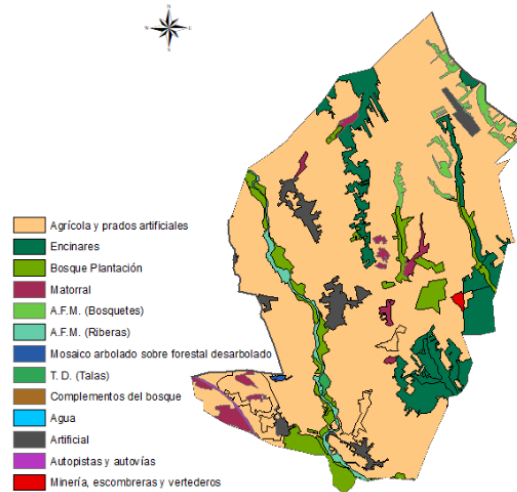 Agrícola y prados artificiales
Encinares
Bosque Plantación
Matorral
A.F.M. (Bosquetes)
A.F.M. (Riberas)
Mosaico arbolado sobre forestal desarbolado
T.D. (Talas)
Complementos del bosque
Agua
Artificial
Autopistas y autovías
Minería, escombreras y vertederos